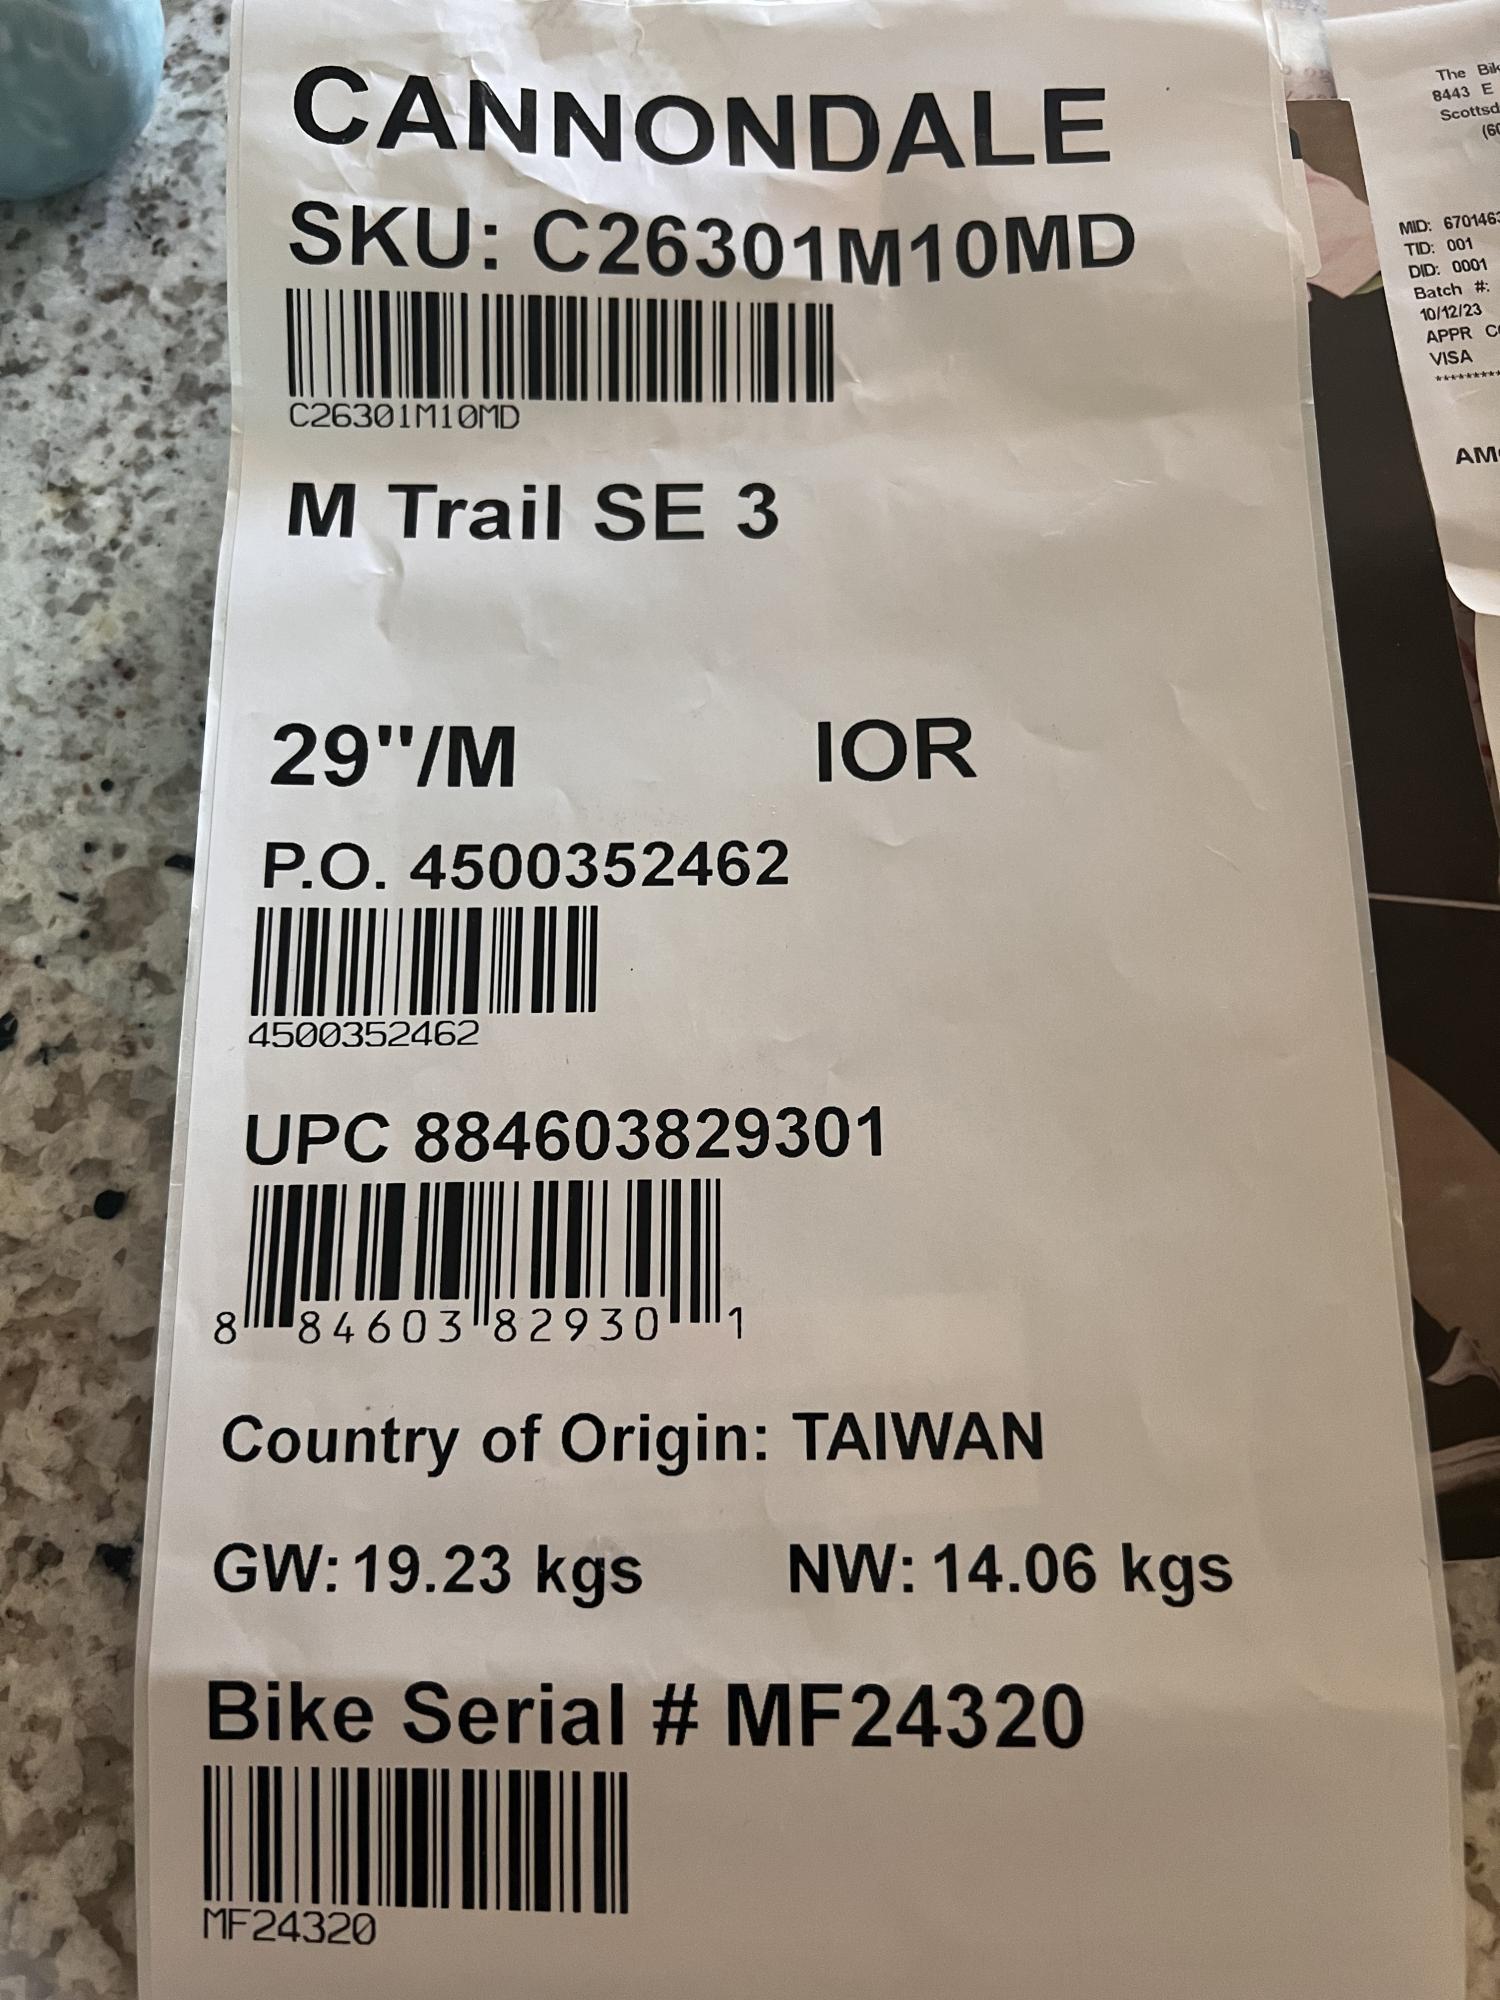 CANNONDALE
SKU: C26301M10MD
C26301M10MD
M Trail SE 3
29"/M IOR
P.O. 4500352462
4500352462
UPC 884603829301
8 84603 82930 1
Country of Origin: TAIWAN
GW: 19.23 kgs NW: 14.06 kgs
Bike Serial # MF24320
MF24320
The
8443 E
MID:
TID: 001
DID: 0001
Batch #:
10/12/23
APPR
VISA